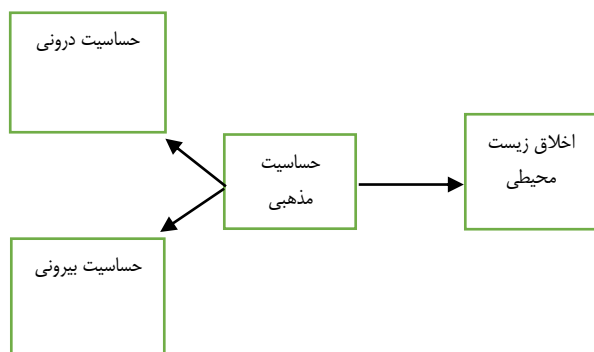 حساسیت درونی
حساسیت
مذهبی
اخلاق زیست
محیطی
حساسیت بیرونی